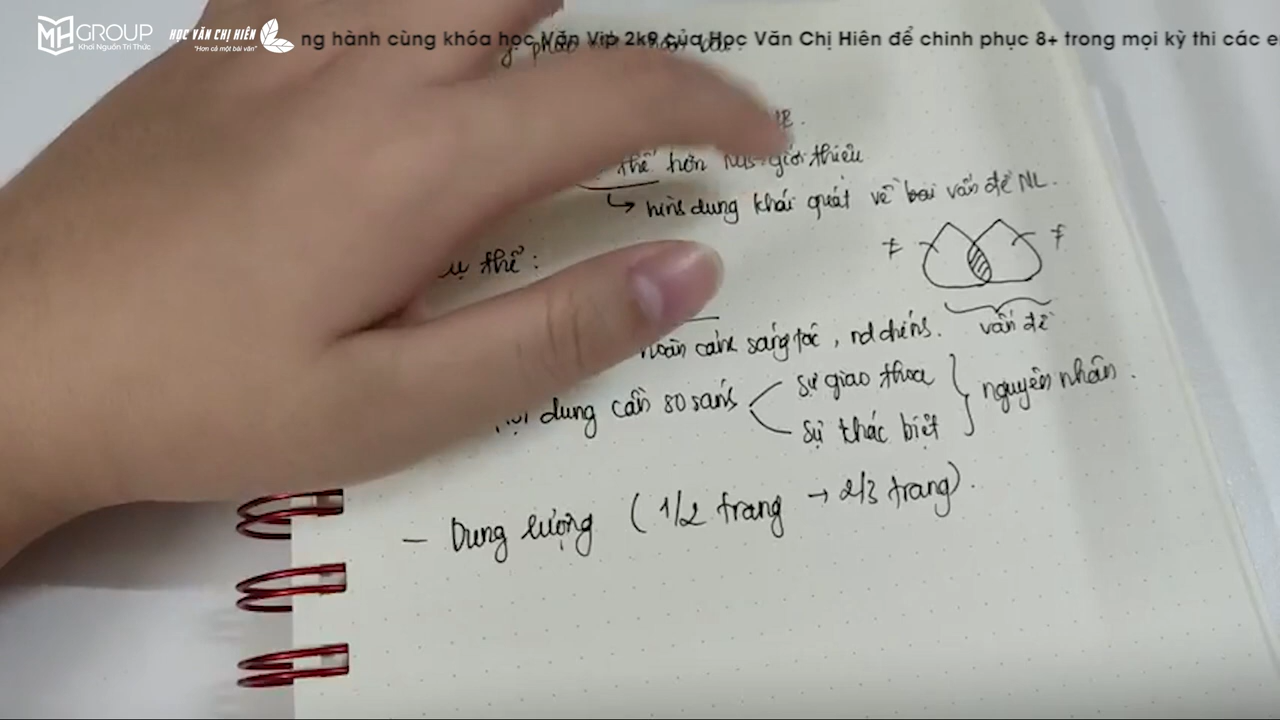 MH GROUP
Khơi Nguồn Tri Thức
HỌC VĂN CHỊ HIÊN
"Hơn cả một bài văn"
ng hành cùng khóa học Văn Vip 2k9 của Học Văn Chị Hiên để chinh phục 8+ trong mọi kỳ thi các e
thể hơn giới thiệu
↳ hình dung khái quát về bài vấn đề NL.
thể:
≠ ≠
vấn đề
hoàn cảnh sáng tác, nd chính.
dung cần so sánh
sự giao thoa
sự khác biệt
nguyên nhân.
— Dung lượng (1/2 trang → 2/3 trang).